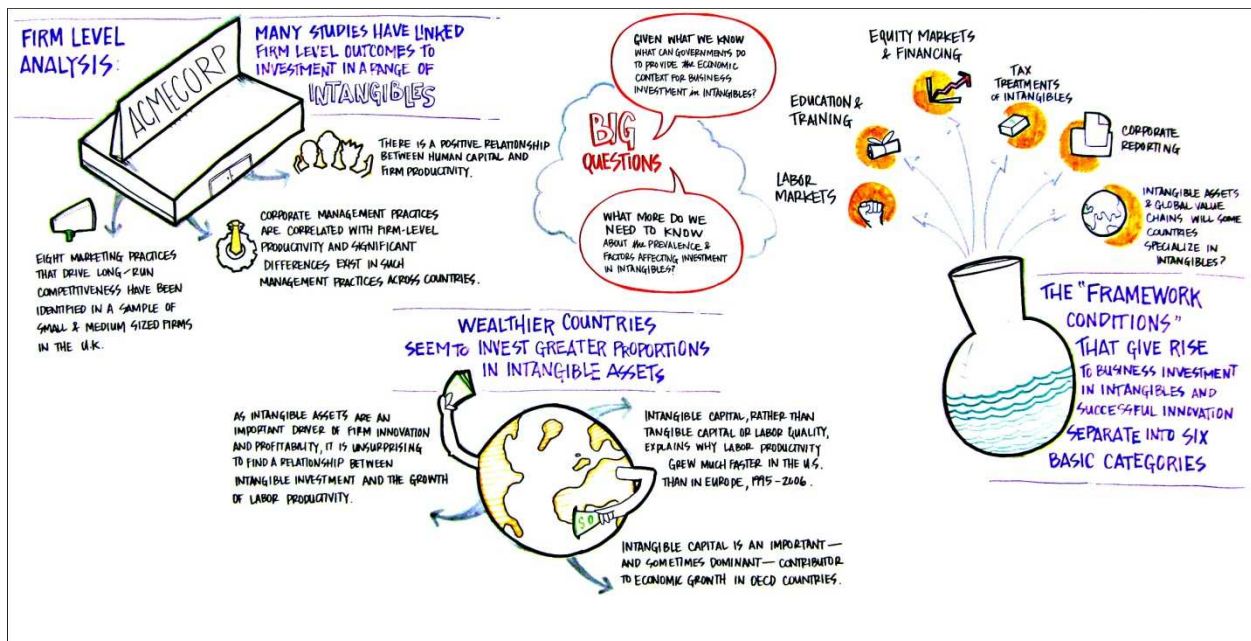 FIRM LEVEL
ANALYSIS:
ACMECORP
MANY STUDIES HAVE LINKED
FIRM LEVEL OUTCOMES TO
INVESTMENT IN A RANGE OF
INTANGIBLES
THERE IS A POSITIVE RELATIONSHIP
BETWEEN HUMAN CAPITAL AND
FIRM PRODUCTIVITY.
CORPORATE MANAGEMENT PRACTICES
ARE CORRELATED WITH FIRM-LEVEL
PRODUCTIVITY AND SIGNIFICANT
DIFFERENCES EXIST IN SUCH
MANAGEMENT PRACTICES ACROSS COUNTRIES.
EIGHT MARKETING PRACTICES
THAT DRIVE LONG-RUN
COMPETITIVENESS HAVE BEEN
IDENTIFIED IN A SAMPLE OF
SMALL & MEDIUM SIZED FIRMS
IN THE U.K.
BIG
QUESTIONS
GIVEN WHAT WE KNOW
WHAT CAN GOVERNMENTS DO
TO PROVIDE the ECONOMIC
CONTEXT FOR BUSINESS
INVESTMENT in INTANGIBLES?
WHAT MORE DO WE
NEED TO KNOW
ABOUT the PREVALENCE &
FACTORS AFFECTING INVESTMENT
IN INTANGIBLES?
WEALTHIER COUNTRIES
SEEM TO INVEST GREATER PROPORTIONS
IN INTANGIBLE ASSETS
AS INTANGIBLE ASSETS ARE AN
IMPORTANT DRIVER OF FIRM INNOVATION
AND PROFITABILITY, IT IS UNSURPRISING
TO FIND A RELATIONSHIP BETWEEN
INTANGIBLE INVESTMENT AND THE GROWTH
OF LABOR PRODUCTIVITY.
INTANGIBLE CAPITAL, RATHER THAN
TANGIBLE CAPITAL OR LABOR QUALITY,
EXPLAINS WHY LABOR PRODUCTIVITY
GREW MUCH FASTER IN THE U.S.
THAN IN EUROPE, 1995-2006.
INTANGIBLE CAPITAL IS AN IMPORTANT—
AND SOMETIMES DOMINANT— CONTRIBUTOR
TO ECONOMIC GROWTH IN OECD COUNTRIES.
LABOR
MARKETS
EDUCATION &
TRAINING
EQUITY MARKETS
& FINANCING
TAX
TREATMENTS
OF INTANGIBLES
CORPORATE
REPORTING
INTANGIBLE ASSETS
& GLOBAL VALUE
CHAINS WILL SOME
COUNTRIES
SPECIALIZE IN
INTANGIBLES?
THE "FRAMEWORK
CONDITIONS"
THAT GIVE RISE
TO BUSINESS INVESTMENT
IN INTANGIBLES AND
SUCCESSFUL INNOVATION
SEPARATE INTO SIX
BASIC CATEGORIES